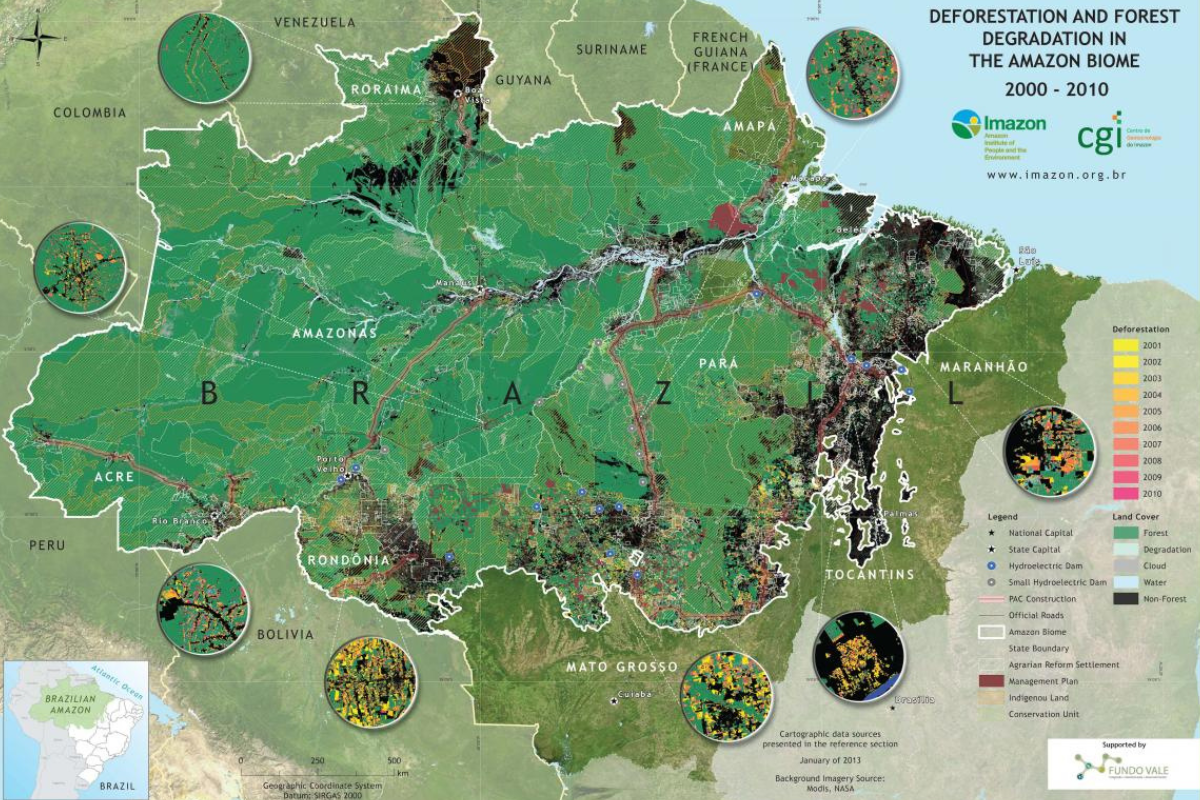 DEFORESTATION AND FOREST
DEGRADATION IN
THE AMAZON BIOME
2000 - 2010
Imazon
Amazon
Institute of
People and the
Environment
cgi
Centro de
Geotecnologia
do Imazon
www.imazon.org.br
VENEZUELA
COLOMBIA
GUYANA
SURINAME
FRENCH
GUIANA
(FRANCE)
RORAIMA
Boa
Vista
AMAPÁ
Macapá
Belém
São
Luís
Manaus
AMAZONAS
PARÁ
MARANHÃO
B R A Z I L
ACRE
Porto
Velho
Rio Branco
RONDÔNIA
PERU
BOLIVIA
Palmas
TOCANTINS
MATO GROSSO
Cuiabá
Brasília
Deforestation
2001
2002
2003
2004
2005
2006
2007
2008
2009
2010
Legend
National Capital
State Capital
Hydroelectric Dam
Small Hydroelectric Dam
PAC Construction
Official Roads
Amazon Biome
State Boundary
Agrarian Reform Settlement
Management Plan
Indigenou Land
Conservation Unit
Land Cover
Forest
Degradation
Cloud
Water
Non-Forest
Atlantic Ocean
BRAZILIAN
AMAZON
BRAZIL
0 250 500
km
Geographic Coordinate System
Datum: SIRGAS 2000
Cartographic data sources
presented in the reference section
January of 2013
Background Imagery Source:
Modis, NASA
Supported by
FUNDO VALE